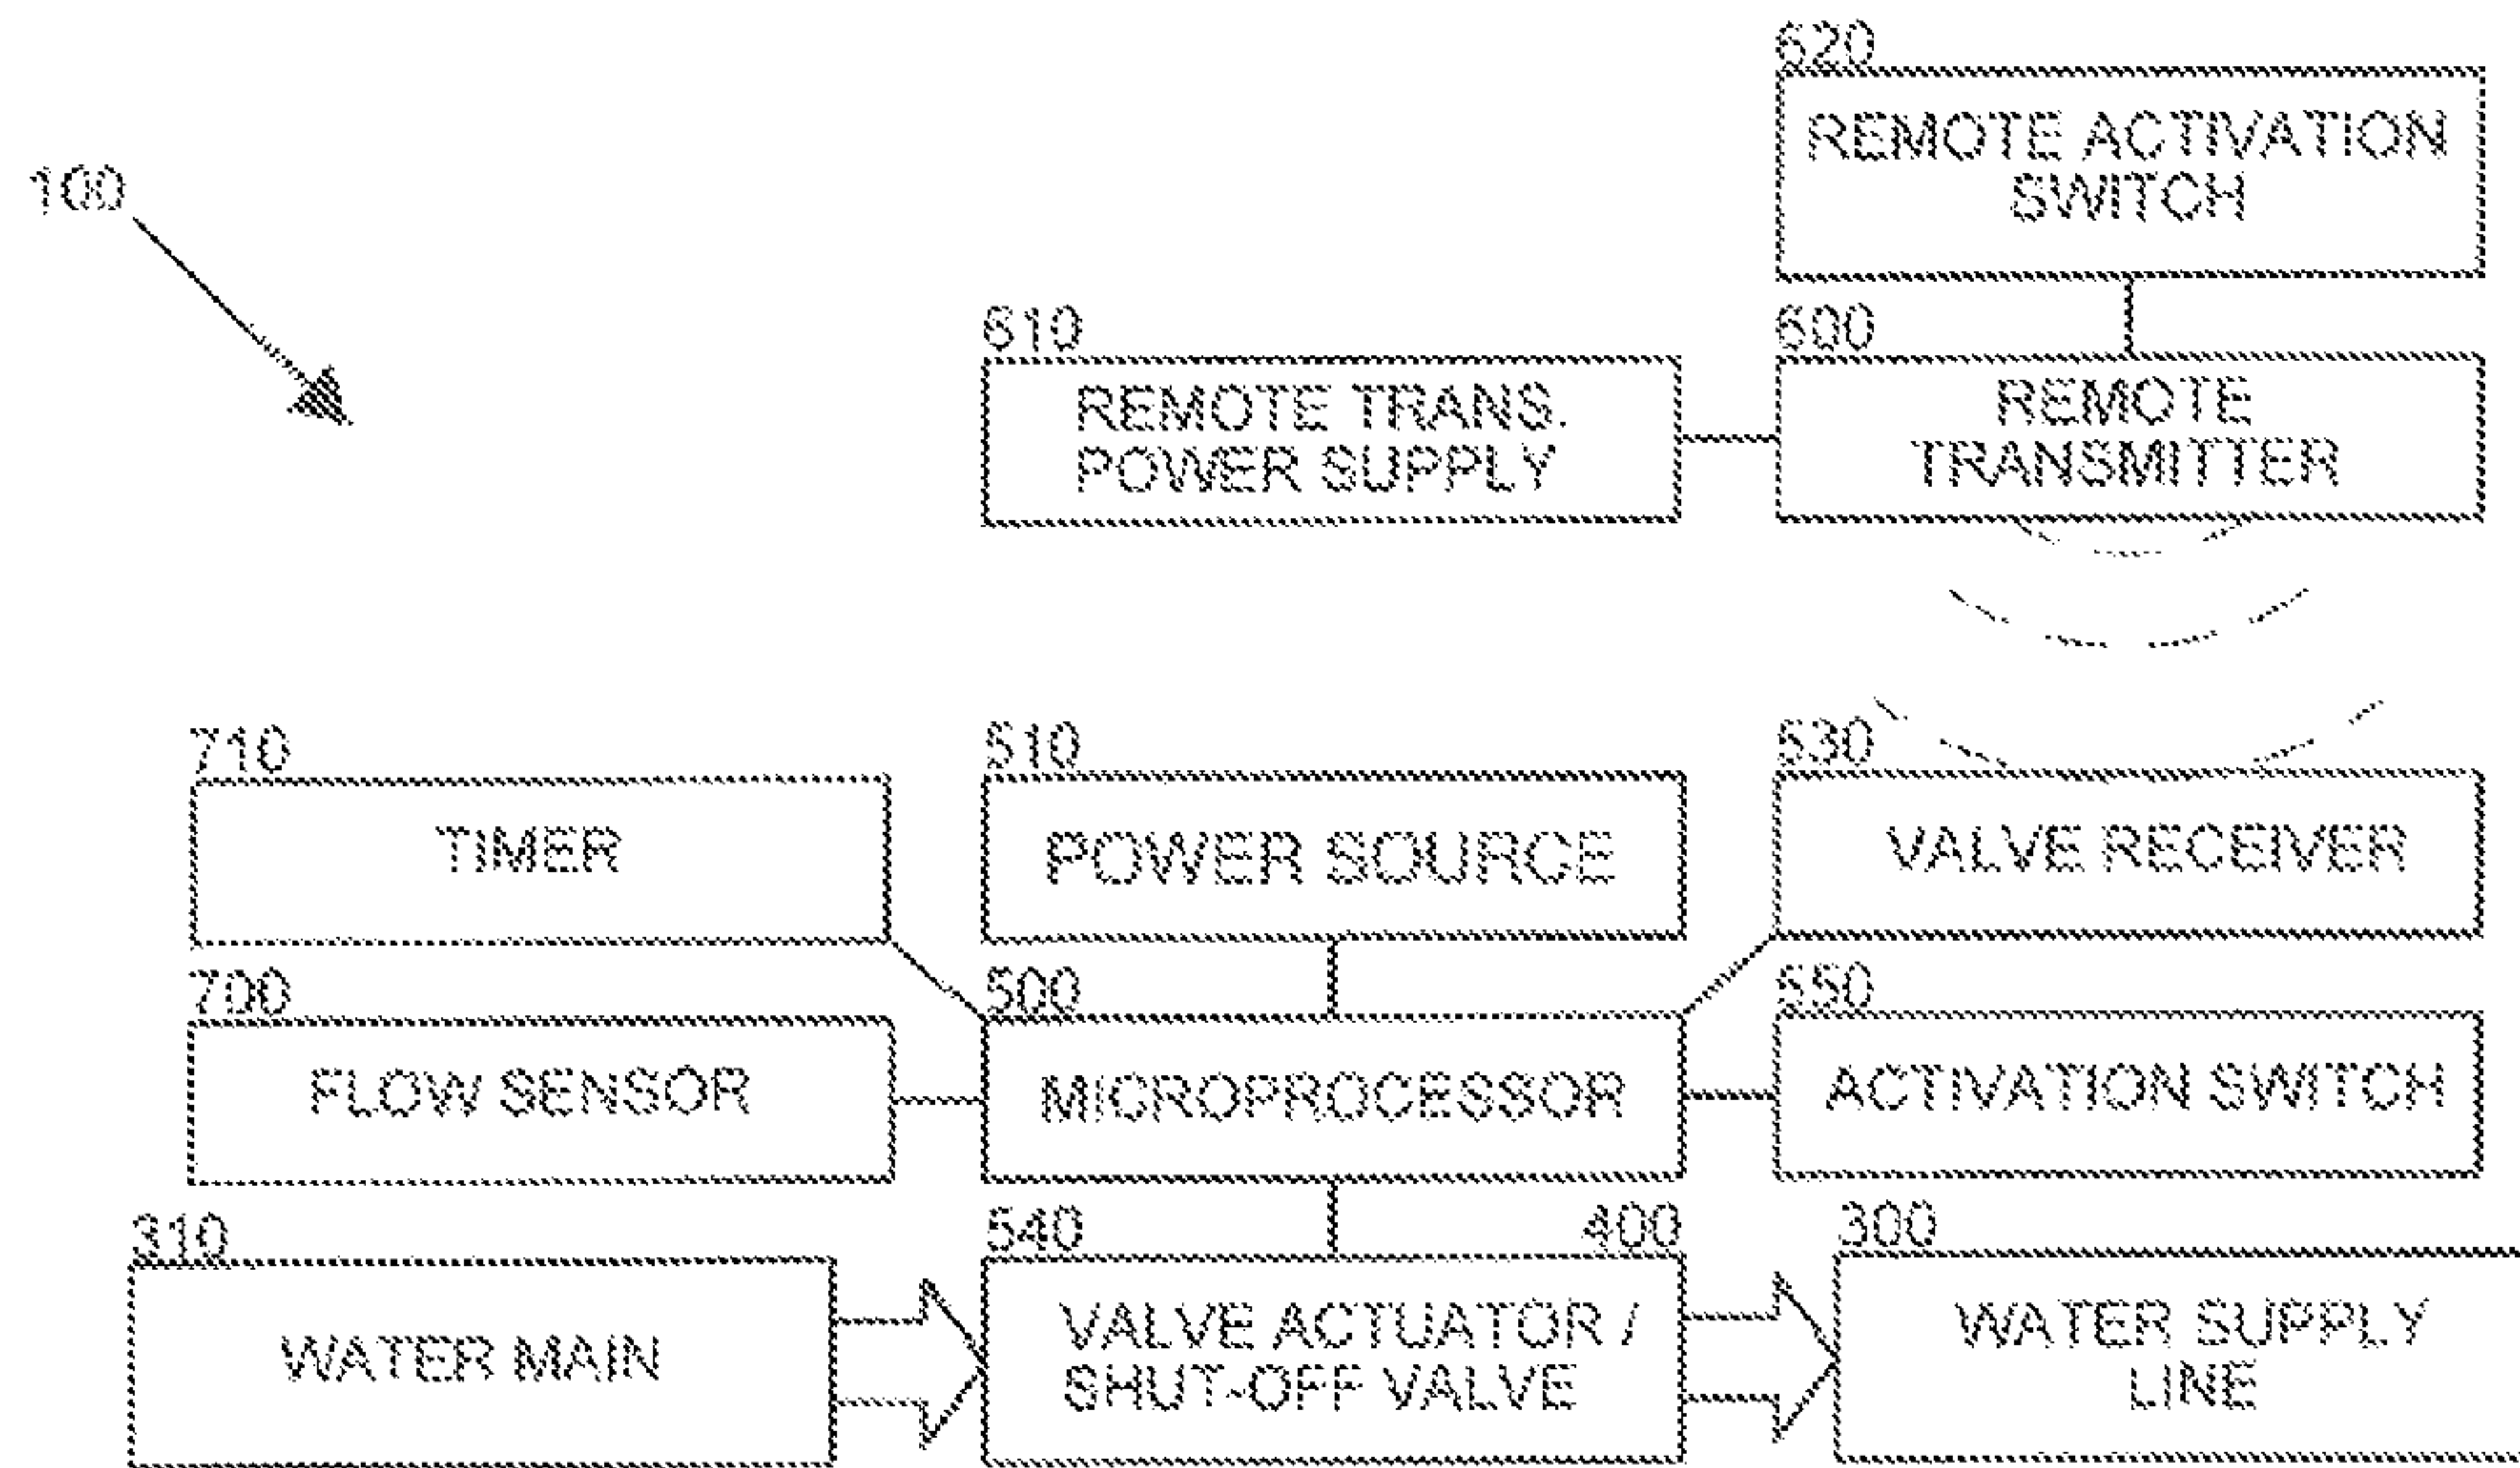 620
REMOTE ACTIVATION
SWITCH
100
610
600
REMOTE TRANS.
POWER SUPPLY
REMOTE
TRANSMITTER
710
510
530
TIMER
POWER SOURCE
VALVE RECEIVER
700
500
550
FLOW SENSOR
MICROPROCESSOR
ACTIVATION SWITCH
310
540
400
300
WATER MAIN
VALVE ACTUATOR /
SHUT-OFF VALVE
WATER SUPPLY
LINE